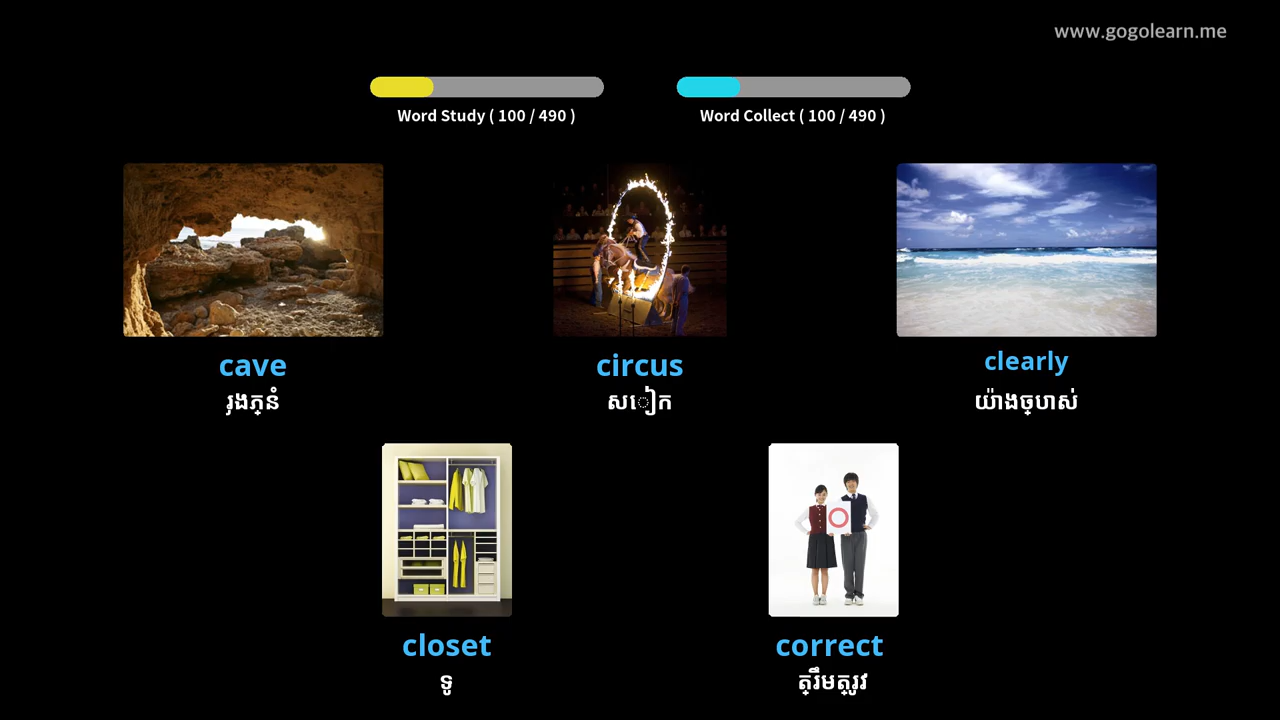 www.gogolearn.me
Word Study ( 100 / 490 )
Word Collect ( 100 / 490 )
cave
circus
clearly
រូងភ្នំ
សៀក
យ៉ាងច្បាស់
closet
correct
ទូ
ត្រឹមត្រូវ